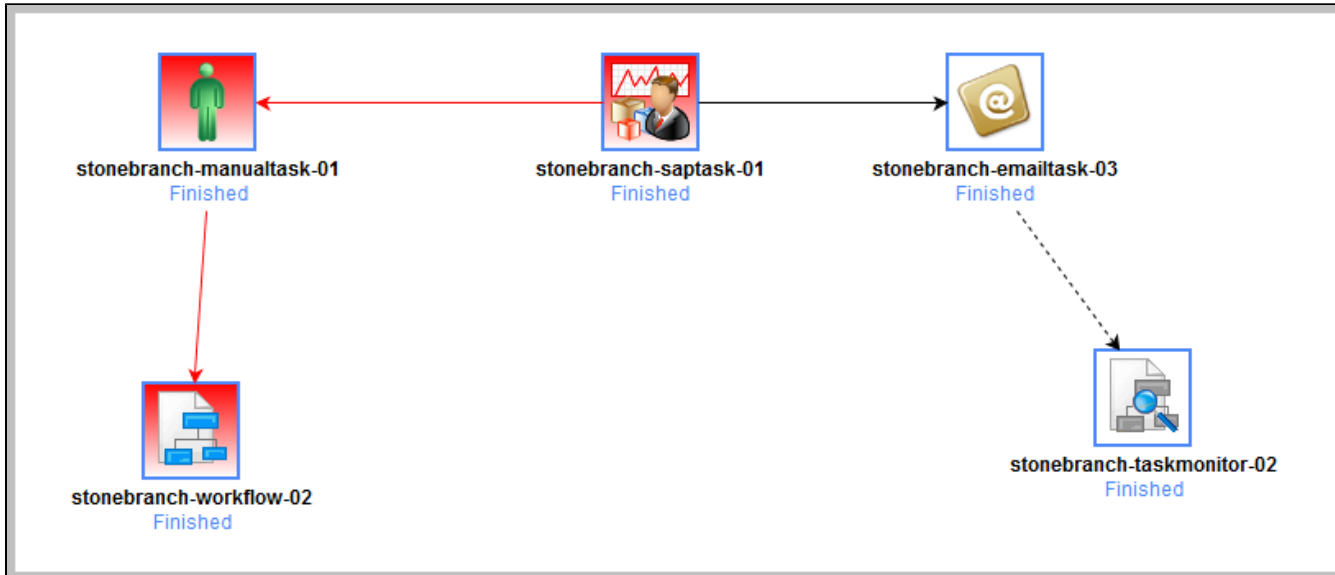 @
stonebranch-manualtask-01
Finished
stonebranch-saptask-01
Finished
stonebranch-emailtask-03
Finished
stonebranch-taskmonitor-02
Finished
stonebranch-workflow-02
Finished